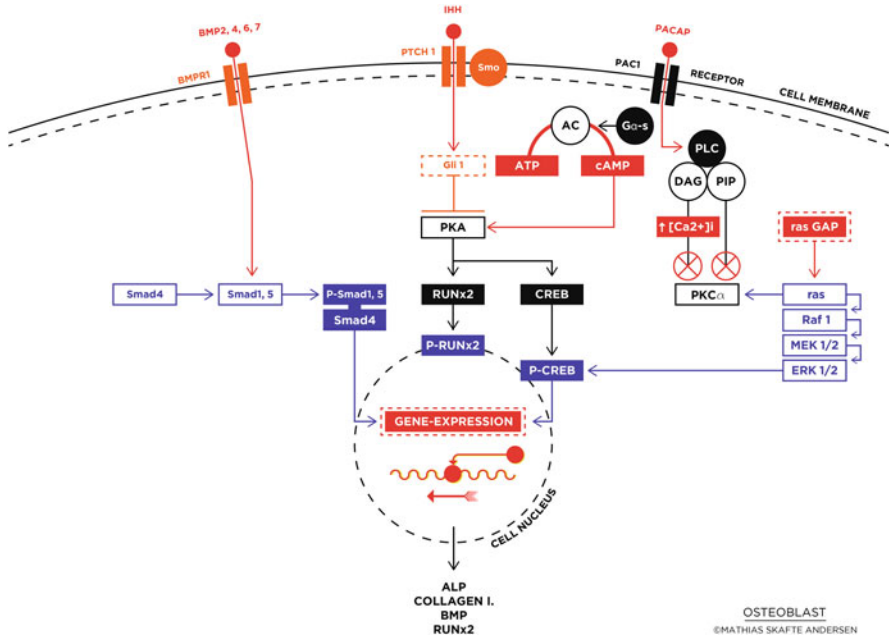 IHH
BMP2, 4, 6, 7
PACAP
PTCH 1
Smo
BMPR1
PAC1
RECEPTOR
CELL MEMBRANE
AC
Gα-s
PLC
ATP
cAMP
Gli 1
DAG
PIP
PKA
↑ [Ca2+]i
ras GAP
Smad4
Smad1, 5
P-Smad1, 5
Smad4
RUNx2
CREB
PKCα
ras
Raf 1
P-RUNx2
MEK 1/2
P-CREB
ERK 1/2
GENE-EXPRESSION
CELL NUCLEUS
ALP
COLLAGEN I.
BMP
RUNx2
OSTEOBLAST
©MATHIAS SKAFTE ANDERSEN